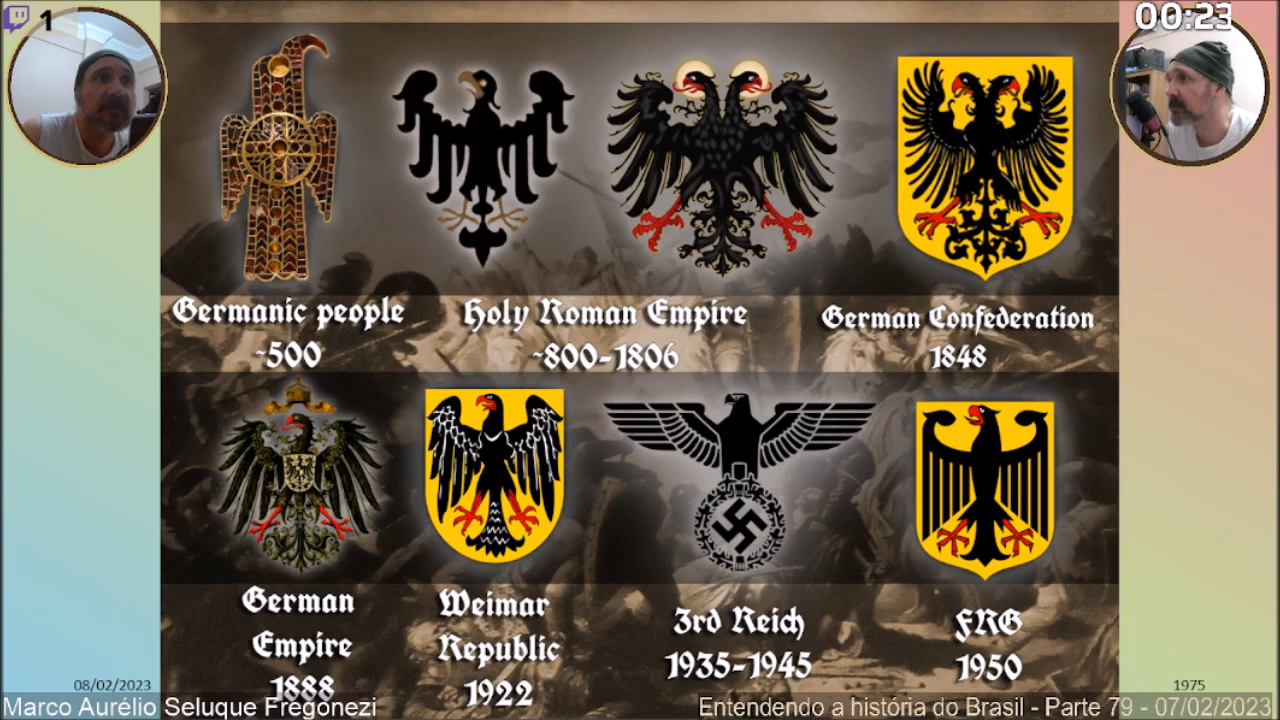 1
00:23
Germanic people
~500
Holy Roman Empire
~800-1806
German Confederation
1848
German
Empire
1888
Weimar
Republic
1922
3rd Reich
1935-1945
FRG
1950
08/02/2023
1975
Marco Aurélio Seluque Fregonezi
Entendendo a história do Brasil - Parte 79 - 07/02/2023